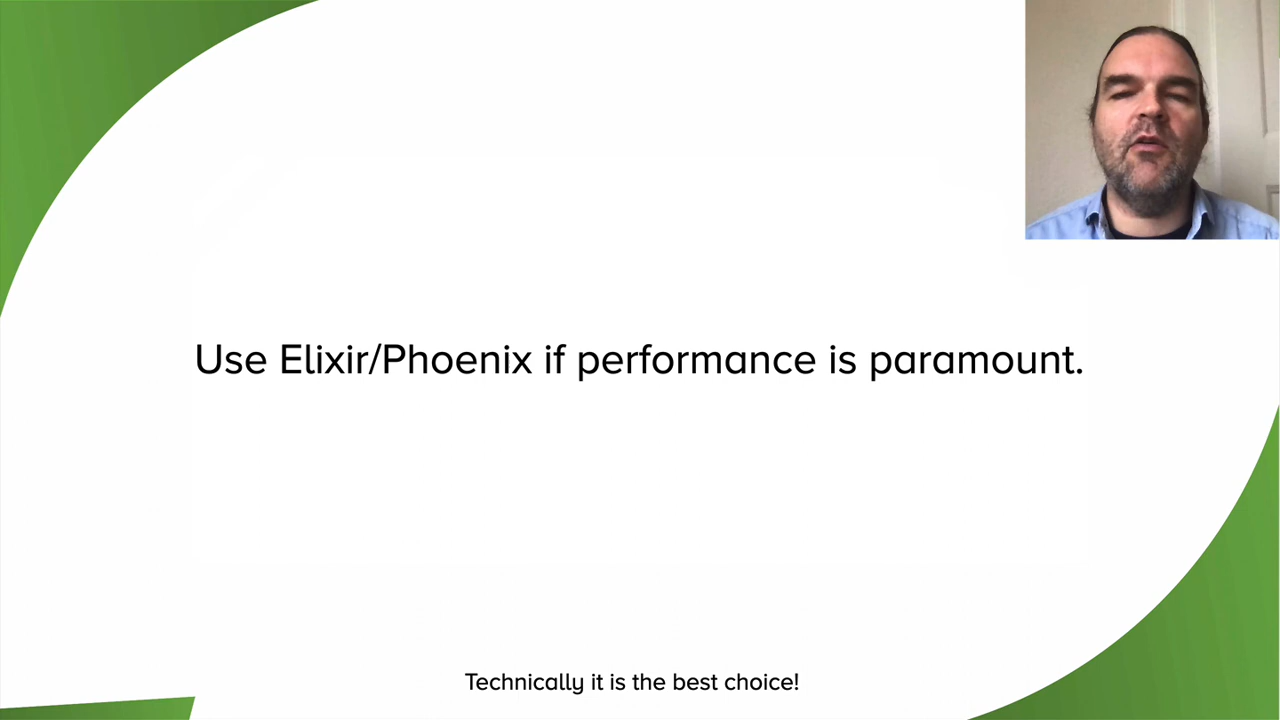 Use Elixir/Phoenix if performance is paramount.
Technically it is the best choice!